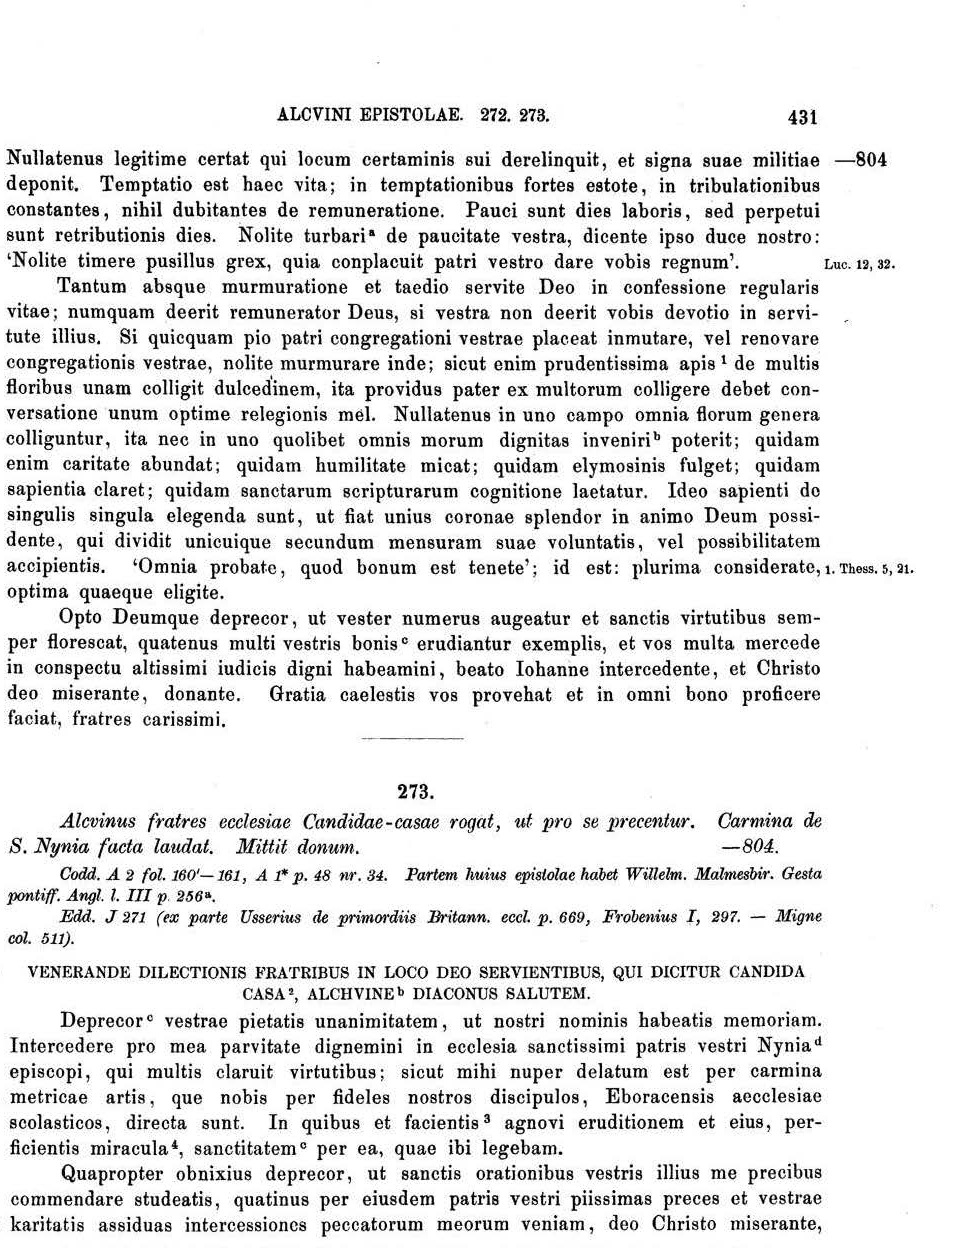 ALCVINI EPISTOLAE. 272. 273. 431
Nullatenus legitime certat qui locum certaminis sui derelinquit, et signa suae militiae —804
deponit. Temptatio est haec vita; in temptationibus fortes estote, in tribulationibus
constantes, nihil dubitantes de remuneratione. Pauci sunt dies laboris, sed perpetui
sunt retributionis dies. Nolite turbariᵃ de paucitate vestra, dicente ipso duce nostro:
‘Nolite timere pusillus grex, quia conplacuit patri vestro dare vobis regnum’. Luc. 12, 32.
Tantum absque murmuratione et taedio servite Deo in confessione regularis
vitae; numquam deerit remunerator Deus, si vestra non deerit vobis devotio in servi-
tute illius. Si quicquam pio patri congregationi vestrae placeat inmutare, vel renovare
congregationis vestrae, nolite murmurare inde; sicut enim prudentissima apis ¹ de multis
floribus unam colligit dulcedinem, ita providus pater ex multorum colligere debet con-
versatione unum optime relegionis mel. Nullatenus in uno campo omnia florum genera
colliguntur, ita nec in uno quolibet omnis morum dignitas inveniriᵇ poterit; quidam
enim caritate abundat; quidam humilitate micat; quidam elymosinis fulget; quidam
sapientia claret; quidam sanctarum scripturarum cognitione laetatur. Ideo sapienti de
singulis singula elegenda sunt, ut fiat unius coronae splendor in animo Deum possi-
dente, qui dividit unicuique secundum mensuram suae voluntatis, vel possibilitatem
accipientis. ‘Omnia probate, quod bonum est tenete’; id est: plurima considerate, 1. Thess. 5, 21.
optima quaeque eligite.
Opto Deumque deprecor, ut vester numerus augeatur et sanctis virtutibus sem-
per florescat, quatenus multi vestris bonisᶜ erudiantur exemplis, et vos multa mercede
in conspectu altissimi iudicis digni habeamini, beato Iohanne intercedente, et Christo
deo miserante, donante. Gratia caelestis vos provehat et in omni bono proficere
faciat, fratres carissimi.
273.
Alcvinus fratres ecclesiae Candidae-casae rogat, ut pro se precentur. Carmina de
S. Nynia facta laudat. Mittit donum. —804.
Codd. A 2 fol. 160′—161, A 1* p. 48 nr. 34. Partem huius epistolae habet Willelm. Malmesbir. Gesta
pontiff. Angl. l. III p. 256ᵃ.
Edd. J 271 (ex parte Usserius de primordiis Britann. eccl. p. 669, Frobenius I, 297. — Migne
col. 511).
VENERANDE DILECTIONIS FRATRIBUS IN LOCO DEO SERVIENTIBUS, QUI DICITUR CANDIDA
CASA ², ALCHVINEᵇ DIACONUS SALUTEM.
Deprecorᶜ vestrae pietatis unanimitatem, ut nostri nominis habeatis memoriam.
Intercedere pro mea parvitate dignemini in ecclesia sanctissimi patris vestri Nyniaᵈ
episcopi, qui multis claruit virtutibus; sicut mihi nuper delatum est per carmina
metricae artis, que nobis per fideles nostros discipulos, Eboracensis aecclesiae
scolasticos, directa sunt. In quibus et facientis ³ agnovi eruditionem et eius, per-
ficientis miracula⁴, sanctitatemᵉ per ea, quae ibi legebam.
Quapropter obnixius deprecor, ut sanctis orationibus vestris illius me precibus
commendare studeatis, quatinus per eiusdem patris vestri piissimas preces et vestrae
karitatis assiduas intercessiones peccatorum meorum veniam, deo Christo miserante,